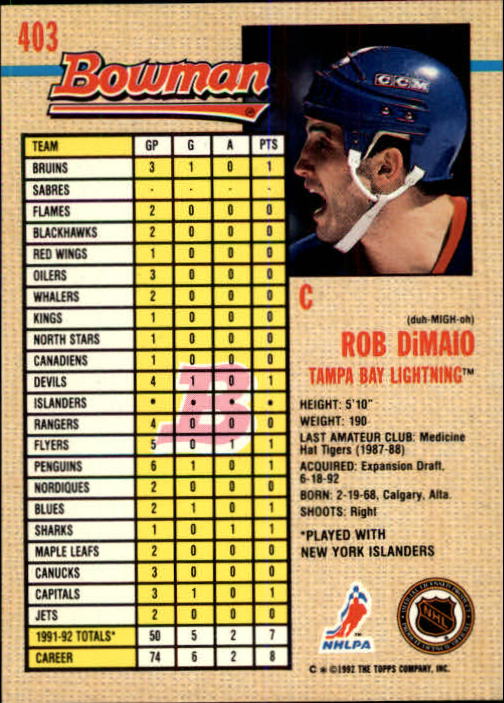 403
Bowman
CCM
TEAM GP G A PTS
BRUINS 3 1 0 1
SABRES - - - -
FLAMES 2 0 0 0
BLACKHAWKS 2 0 0 0
RED WINGS 1 0 0 0
OILERS 3 0 0 0
WHALERS 2 0 0 0
KINGS 1 0 0 0
NORTH STARS 1 0 0 0
CANADIENS 1 0 0 0
DEVILS 4 1 0 1
ISLANDERS • • • •
RANGERS 4 0 0 0
FLYERS 5 0 1 1
PENGUINS 6 1 0 1
NORDIQUES 2 0 0 0
BLUES 2 1 0 1
SHARKS 1 0 1 1
MAPLE LEAFS 2 0 0 0
CANUCKS 3 0 0 0
CAPITALS 3 1 0 1
JETS 2 0 0 0
1991-92 TOTALS* 50 5 2 7
CAREER 74 6 2 8
B
C
(duh-MIGH-oh)
ROB DiMAIO
TAMPA BAY LIGHTNING™
HEIGHT: 5'10"
WEIGHT: 190
LAST AMATEUR CLUB: Medicine
Hat Tigers (1987-88)
ACQUIRED: Expansion Draft,
6-18-92
BORN: 2-19-68, Calgary, Alta.
SHOOTS: Right
*PLAYED WITH
NEW YORK ISLANDERS
NHLPA™
NHL
C * ©1992 THE TOPPS COMPANY, INC.